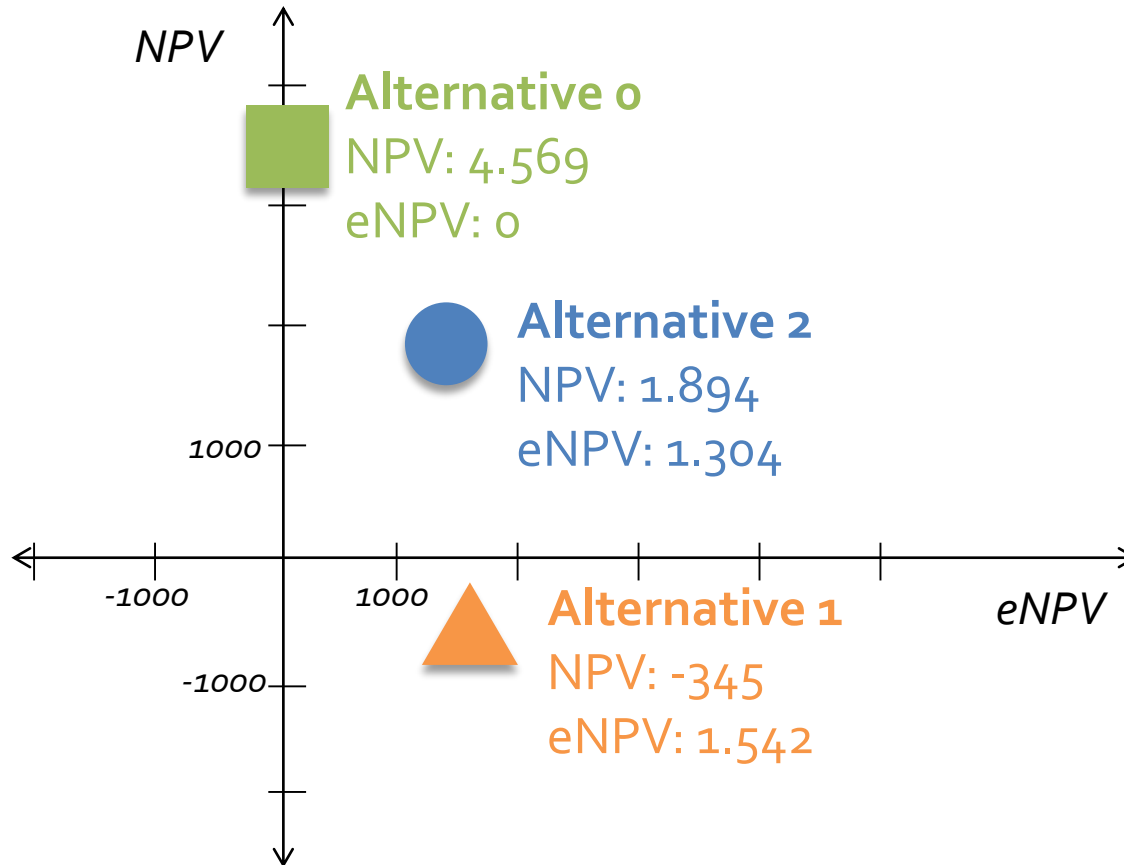 NPV
Alternative 0
NPV: 4.569
eNPV: 0
Alternative 2
NPV: 1.894
eNPV: 1.304
1000
-1000
1000
eNPV
Alternative 1
NPV: -345
eNPV: 1.542
-1000